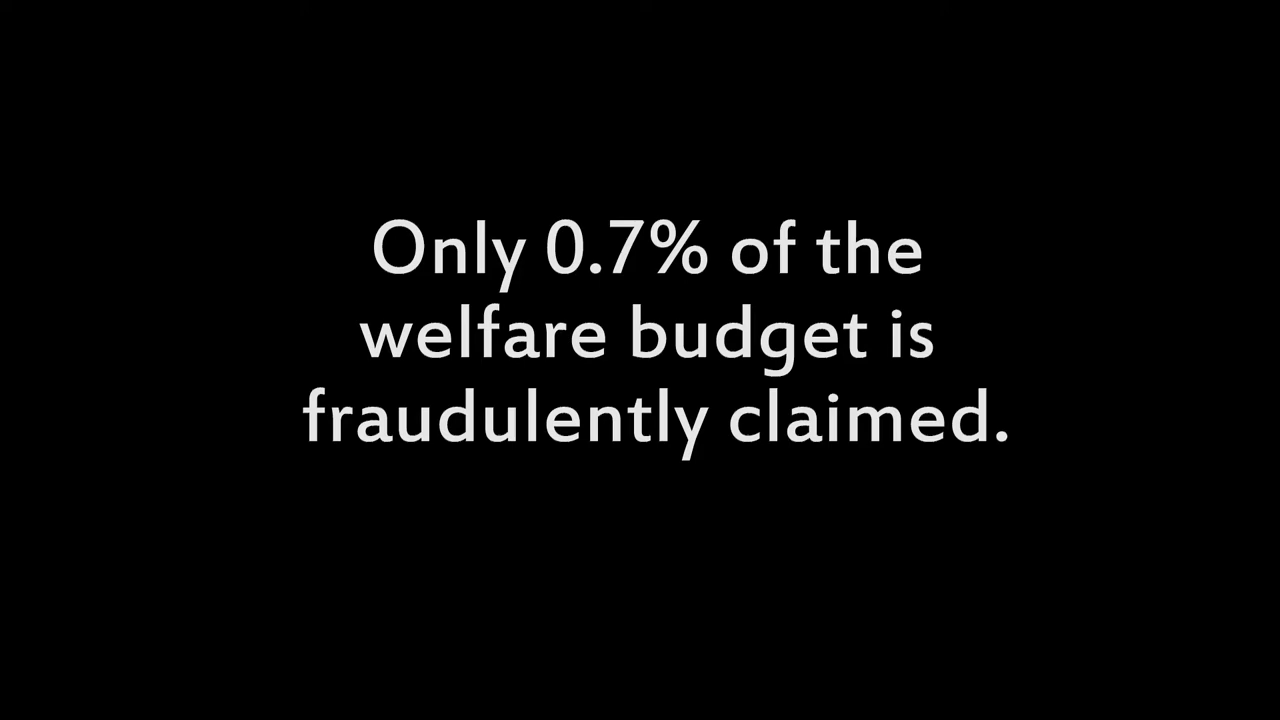 Only 0.7% of the
welfare budget is
fraudulently claimed.